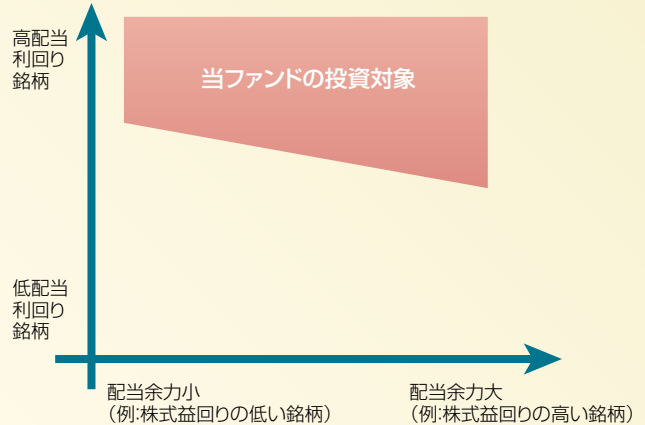 高配当
利回り
銘柄
当ファンドの投資対象
低配当
利回り
銘柄
配当余力小
（例:株式益回りの低い銘柄）
配当余力大
（例:株式益回りの高い銘柄）